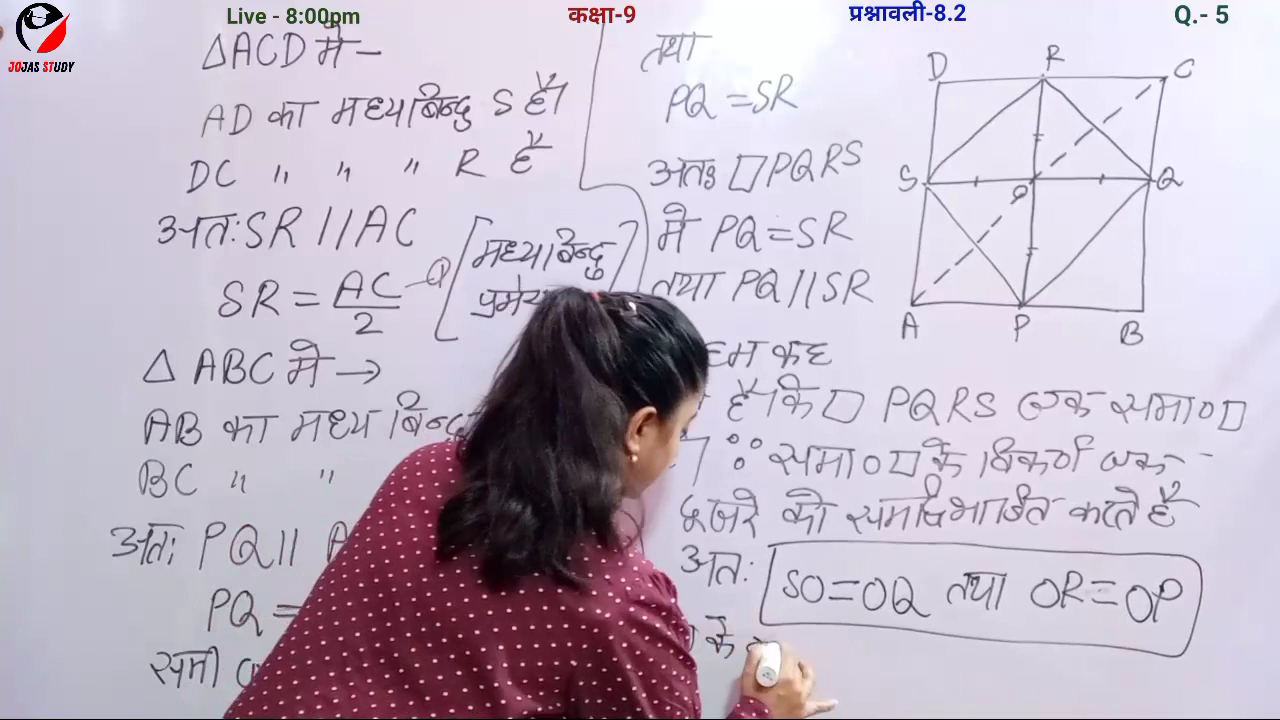 Live - 8:00pm
कक्षा-9
प्रश्नावली-8.2
Q.- 5
JOJAS STUDY
△ACD में -
AD का मध्यबिन्दु S है।
DC " " " R है
अतः SR // AC
SR = AC/2
[मध्यबिन्दु
△ ABC में →
AB का मध्य बिन्दु
BC " "
अतः PQ //
PQ =
तथा
PQ = SR
अतः □PQRS
में PQ = SR
तथा PQ // SR
हम कह
है कि □ PQRS एक समा० □
∵ समा० □ के विकर्ण एक
दूसरे को समद्विभाजित करते हैं
अतः SO = OQ तथा OR = OP
के
D R C
S O Q
A P B